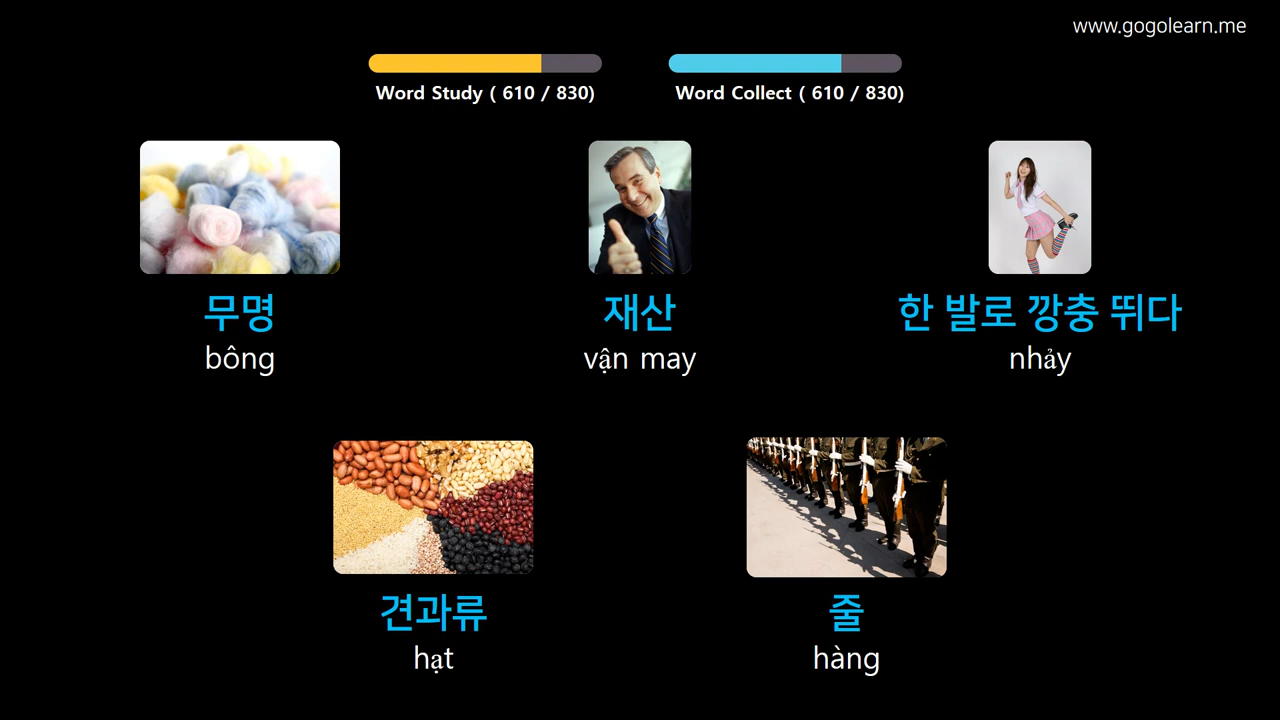 www.gogolearn.me
Word Study ( 610 / 830)
Word Collect ( 610 / 830)
무명
bông
재산
vận may
한 발로 깡충 뛰다
nhảy
견과류
hạt
줄
hàng